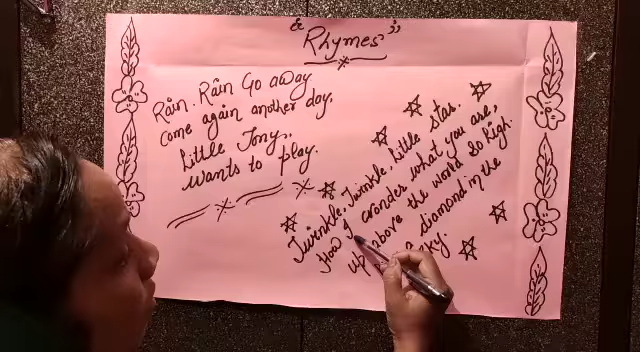 "Rhymes"
Rain. Rain Go away
come again another day,
Little Tony,,
wants to play.
Twinkle. Twinkle. Little star.
How I wonder what you are,
up above the world so high.
a diamond in the
sky.